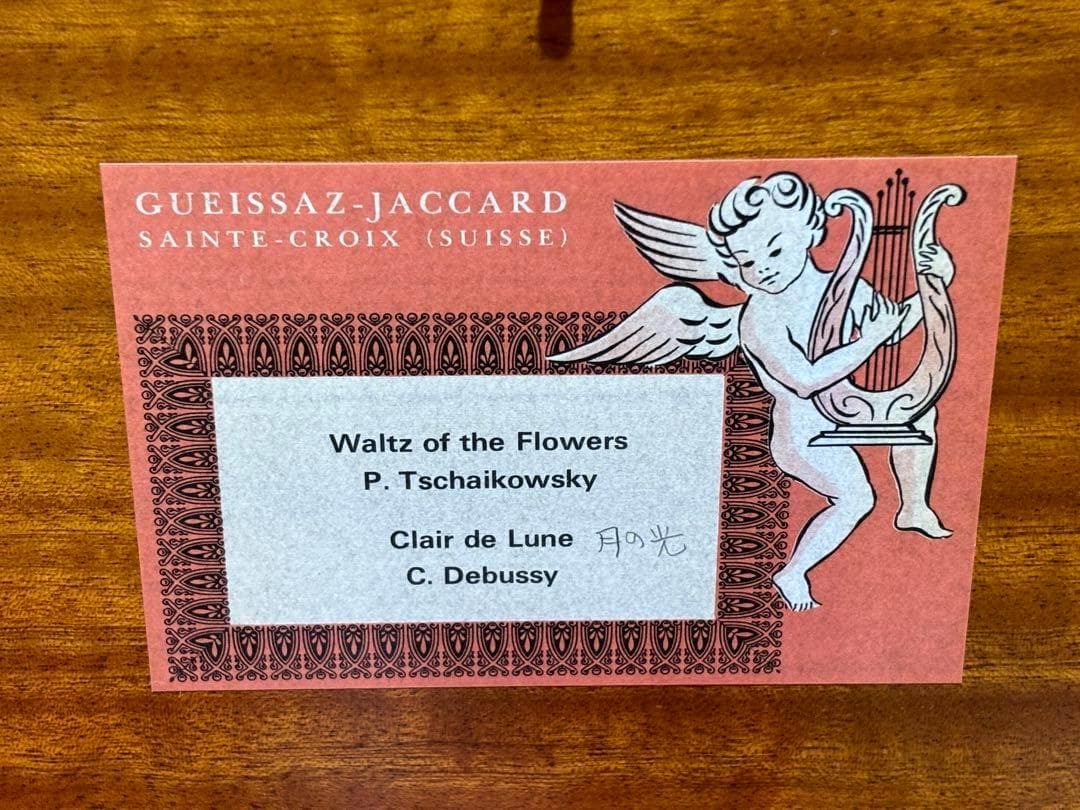 GUEISSAZ-JACCARD
SAINTE-CROIX (SUISSE)
Waltz of the Flowers
P. Tschaikowsky
Clair de Lune 月の光
C. Debussy